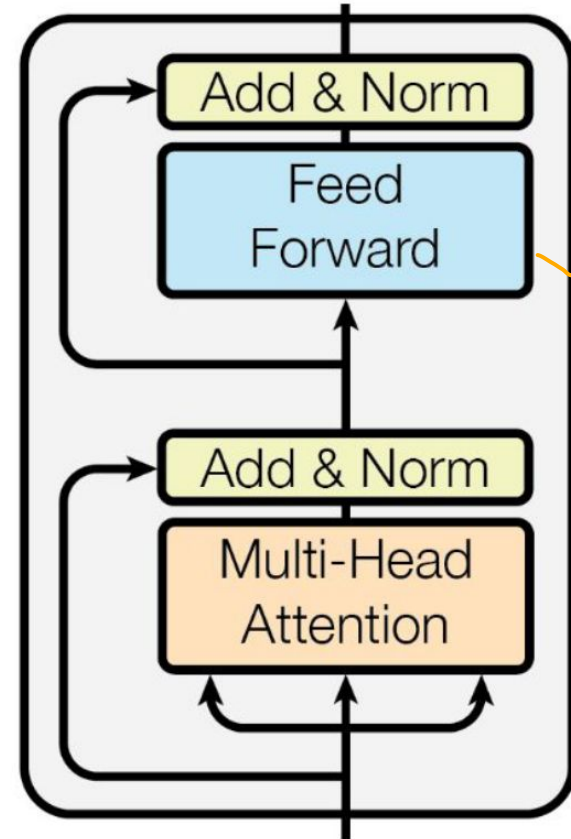 Add & Norm
Feed
Forward
Add & Norm
Multi-Head
Attention